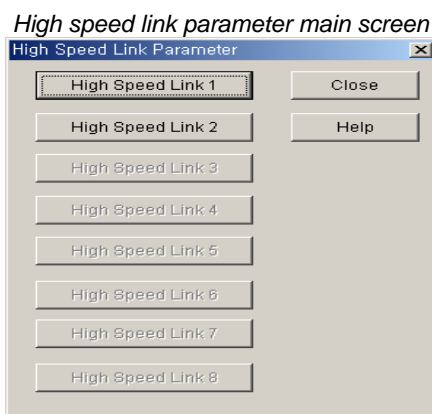 High speed link parameter main screen
High Speed Link Parameter
High Speed Link 1
Close
High Speed Link 2
Help
High Speed Link 3
High Speed Link 4
High Speed Link 5
High Speed Link 6
High Speed Link 7
High Speed Link 8